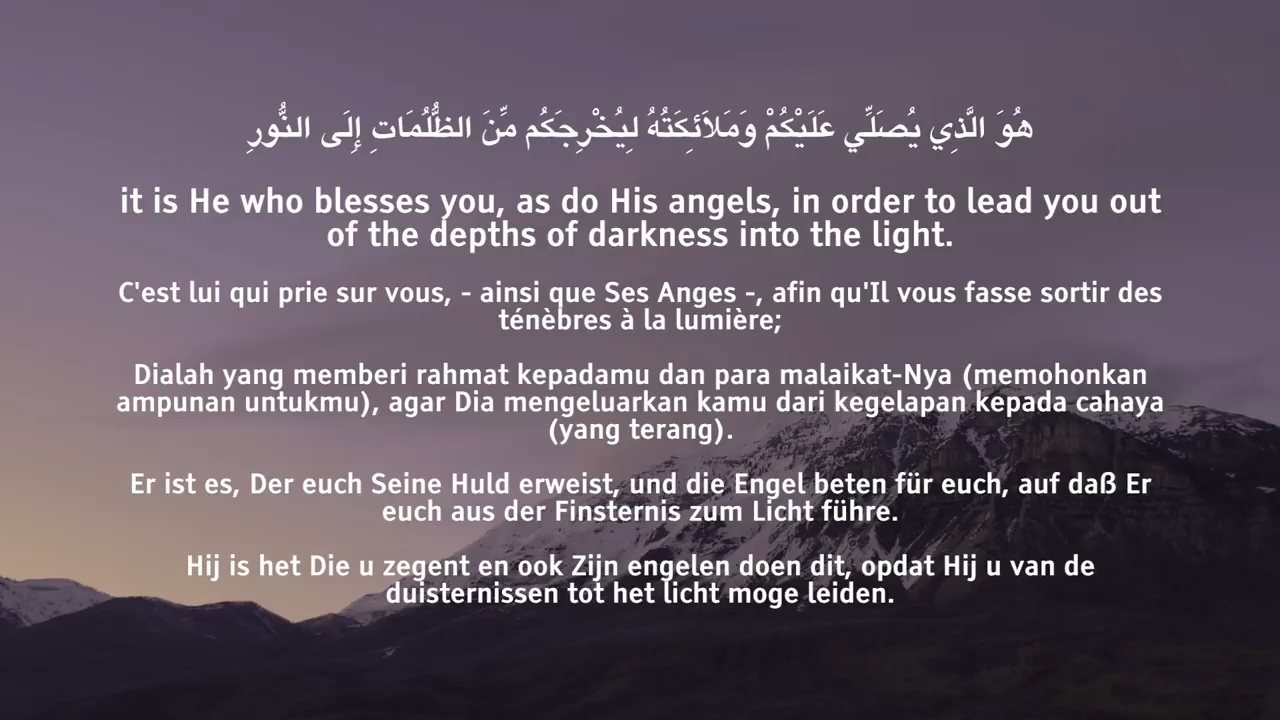 هُوَ الَّذِي يُصَلِّي عَلَيْكُمْ وَمَلاَئِكَتُهُ لِيُخْرِجَكُم مِّنَ الظُّلُمَاتِ إِلَى النُّورِ
it is He who blesses you, as do His angels, in order to lead you out
of the depths of darkness into the light.
C'est lui qui prie sur vous, - ainsi que Ses Anges -, afin qu'Il vous fasse sortir des
ténèbres à la lumière;
Dialah yang memberi rahmat kepadamu dan para malaikat-Nya (memohonkan
ampunan untukmu), agar Dia mengeluarkan kamu dari kegelapan kepada cahaya
(yang terang).
Er ist es, Der euch Seine Huld erweist, und die Engel beten für euch, auf daß Er
euch aus der Finsternis zum Licht führe.
Hij is het Die u zegent en ook Zijn engelen doen dit, opdat Hij u van de
duisternissen tot het licht moge leiden.